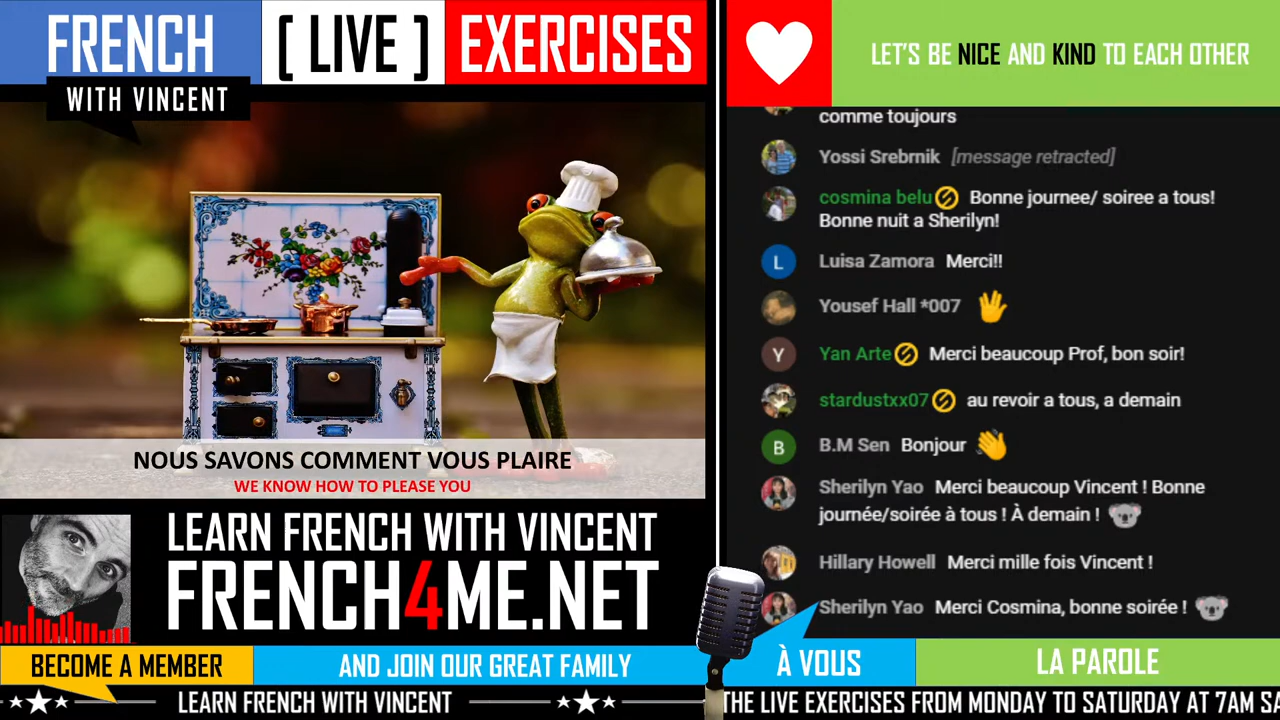 FRENCH
[ LIVE ]
EXERCISES
WITH VINCENT
LET'S BE NICE AND KIND TO EACH OTHER
comme toujours
Yossi Srebrnik [message retracted]
cosmina belu Bonne journee/ soiree a tous!
Bonne nuit a Sherilyn!
L Luisa Zamora Merci!!
Yousef Hall *007 🖖
Y Yan Arte Merci beaucoup Prof, bon soir!
stardustxx07 au revoir a tous, a demain
B B.M Sen Bonjour 👋
Sherilyn Yao Merci beaucoup Vincent ! Bonne
journée/soirée à tous ! À demain ! 🐨
Hillary Howell Merci mille fois Vincent !
Sherilyn Yao Merci Cosmina, bonne soirée ! 🐨
NOUS SAVONS COMMENT VOUS PLAIRE
WE KNOW HOW TO PLEASE YOU
LEARN FRENCH WITH VINCENT
FRENCH4ME.NET
BECOME A MEMBER
AND JOIN OUR GREAT FAMILY
À VOUS
LA PAROLE
LEARN FRENCH WITH VINCENT
THE LIVE EXERCISES FROM MONDAY TO SATURDAY AT 7AM SA